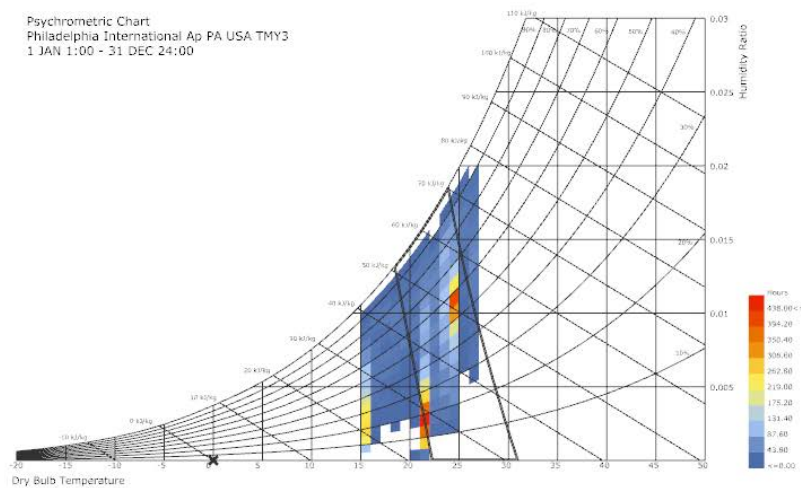 Psychrometric Chart
Philadelphia International Ap PA USA TMY3
1 JAN 1:00 - 31 DEC 24:00
110 kJ/kg
0.03
90%
80%
70%
60%
50%
40%
Humidity Ratio
100 kJ/kg
90 kJ/kg
0.025
30%
80 kJ/kg
0.02
70 kJ/kg
60 kJ/kg
0.015
20%
50 kJ/kg
Hours
40 kJ/kg
438.00<
0.01
394.20
30 kJ/kg
350.40
306.60
10%
262.80
20 kJ/kg
219.00
0.005
175.20
10 kJ/kg
131.40
0 kJ/kg
87.60
-10 kJ/kg
43.80
<=0.00
-20 -15 -10 -5 0 5 10 15 20 25 30 35 40 45 50
Dry Bulb Temperature